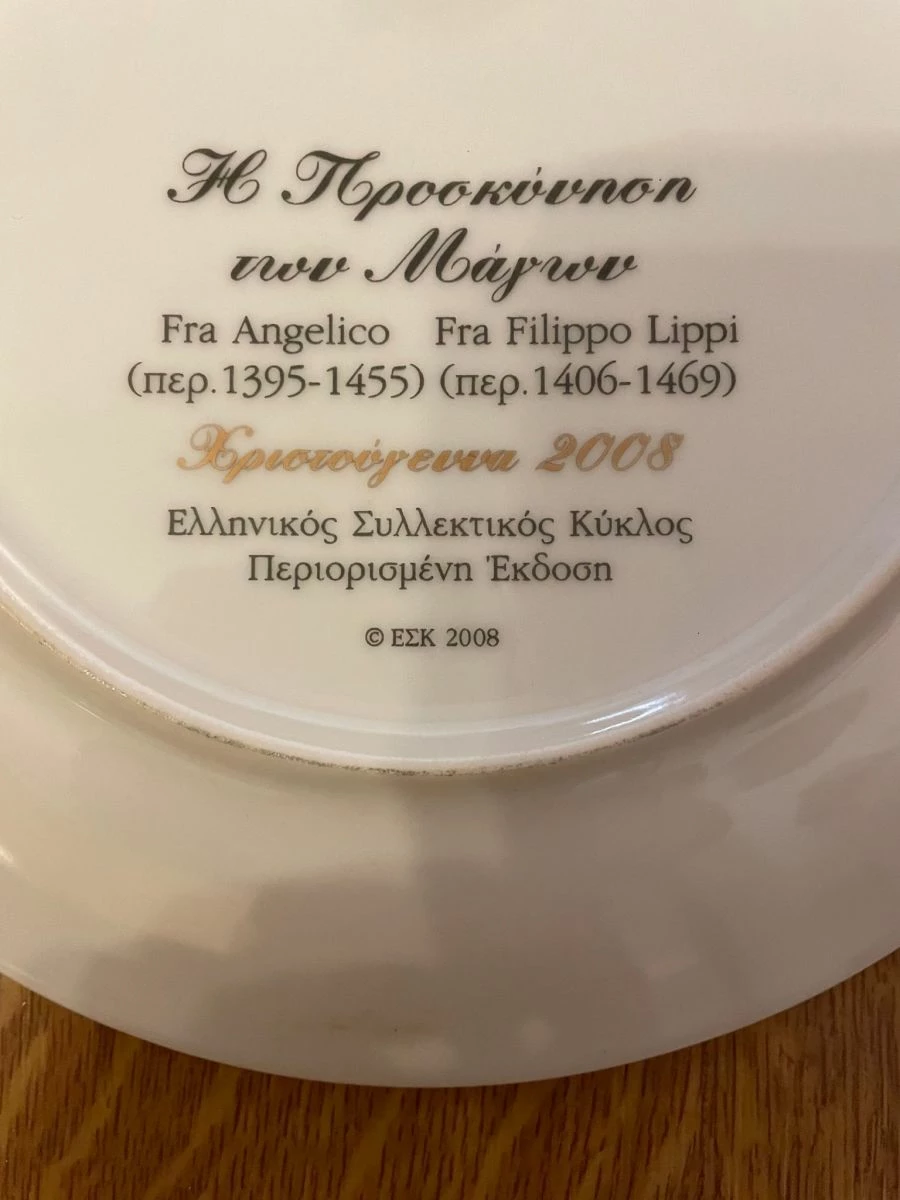 Η Προσκύνηση
των Μάγων
Fra Angelico Fra Filippo Lippi
(περ.1395-1455) (περ.1406-1469)
Χριστούγεννα 2008
Ελληνικός Συλλεκτικός Κύκλος
Περιορισμένη Έκδοση
© ΕΣΚ 2008